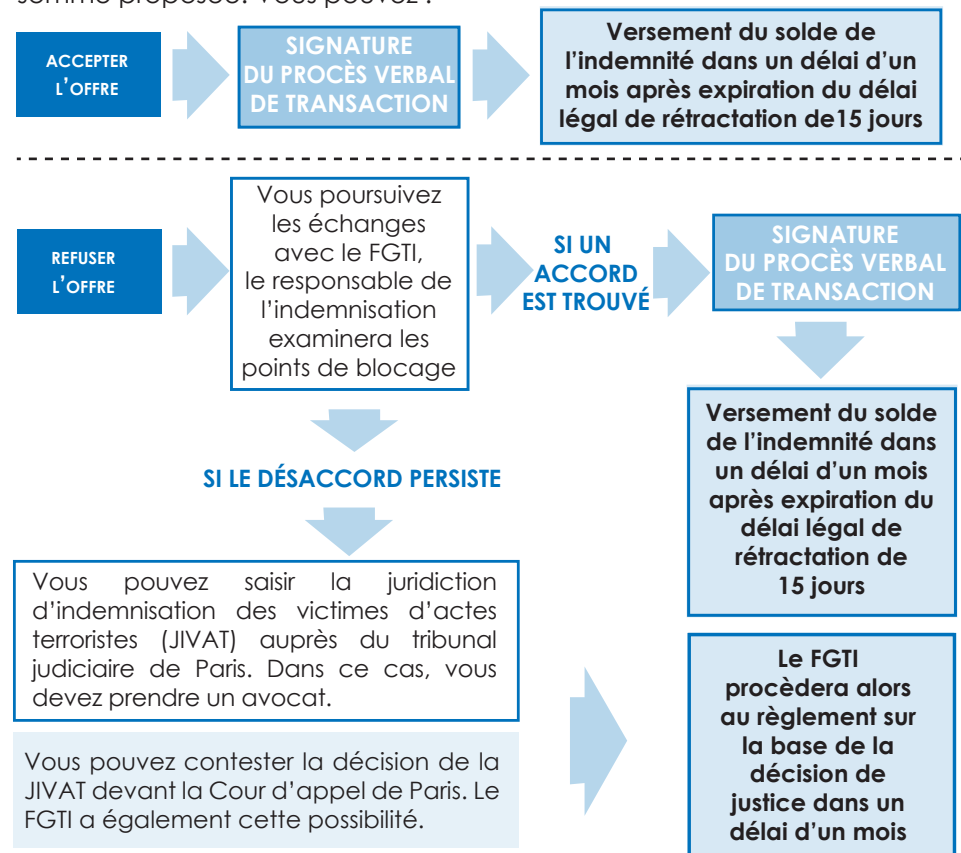 somme proposée. Vous pouvez :
ACCEPTER
L'OFFRE
SIGNATURE
DU PROCÈS VERBAL
DE TRANSACTION
Versement du solde de
l'indemnité dans un délai d'un
mois après expiration du délai
légal de rétractation de15 jours
REFUSER
L'OFFRE
Vous poursuivez
les échanges
avec le FGTI,
le responsable de
l'indemnisation
examinera les
points de blocage
SI UN
ACCORD
EST TROUVÉ
SIGNATURE
DU PROCÈS VERBAL
DE TRANSACTION
Versement du solde
de l'indemnité dans
un délai d'un mois
après expiration du
délai légal de
rétractation de
15 jours
SI LE DÉSACCORD PERSISTE
Vous pouvez saisir la juridiction
d'indemnisation des victimes d'actes
terroristes (JIVAT) auprès du tribunal
judiciaire de Paris. Dans ce cas, vous
devez prendre un avocat.
Vous pouvez contester la décision de la
JIVAT devant la Cour d'appel de Paris. Le
FGTI a également cette possibilité.
Le FGTI
procèdera alors
au règlement sur
la base de la
décision de
justice dans un
délai d'un mois